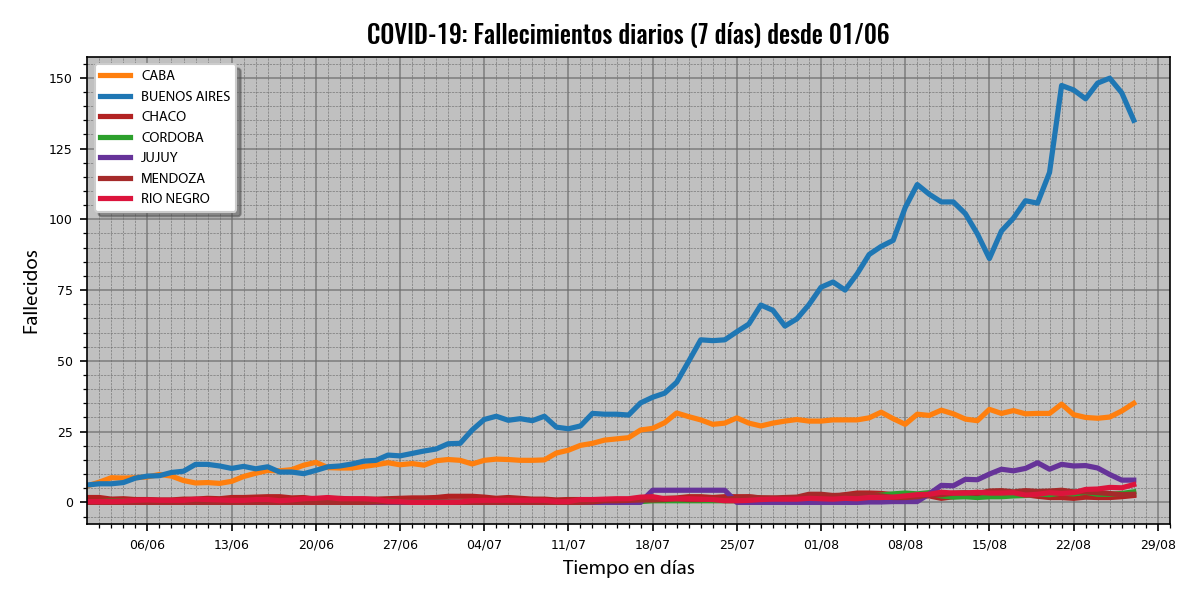 COVID-19: Fallecimientos diarios (7 días) desde 01/06
CABA
BUENOS AIRES
CHACO
CORDOBA
JUJUY
MENDOZA
RIO NEGRO
Fallecidos
150
125
100
75
50
25
0
06/06 13/06 20/06 27/06 04/07 11/07 18/07 25/07 01/08 08/08 15/08 22/08 29/08
Tiempo en días